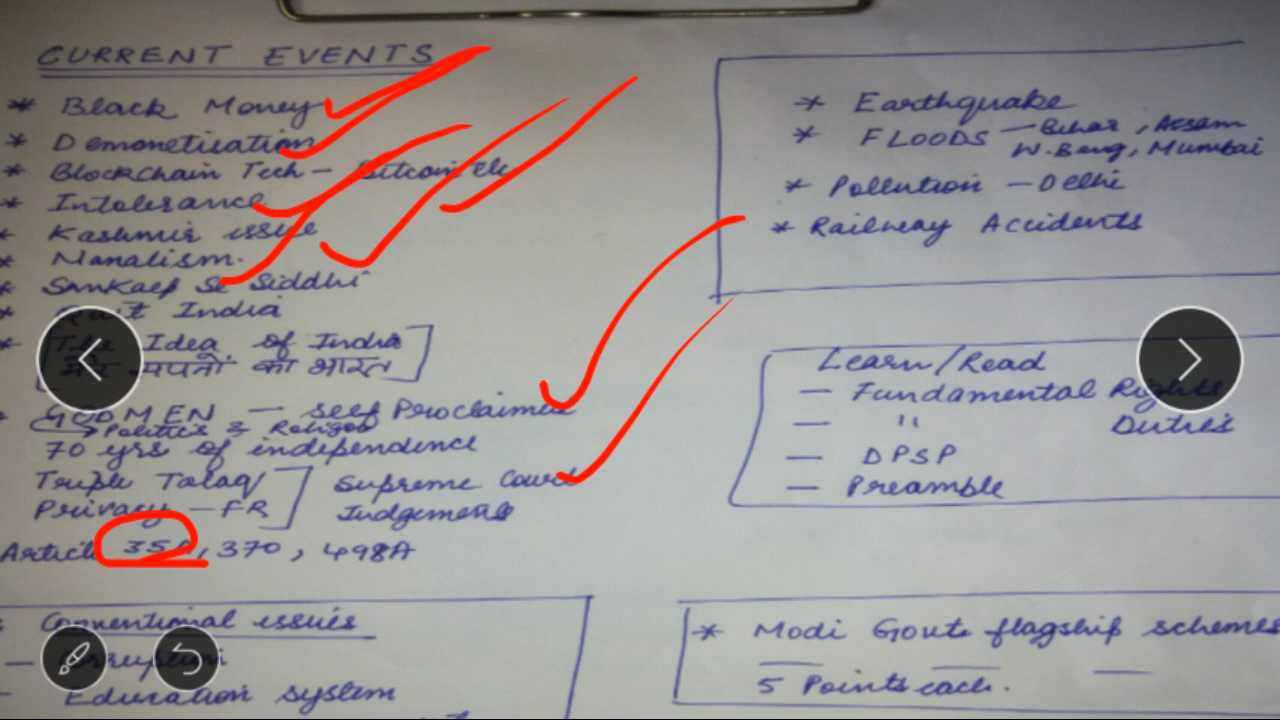 CURRENT EVENTS
* Black Money
* Demonetisation
* Blockchain Tech - Bitcoin etc
* Intolerance
* Kashmir issue
* Nanalism.
* Sankalp Se Siddhi
* Quit India
* [The Idea of India
मेरे सपनों का भारत]
* GODMEN - self Proclaimed
→ Politics & Religion
70 yrs of independence
Triple Talaq/
Privacy - FR] Supreme Court
Judgements
Article 35A, 370, 498A
Conventional issues
- Corruption
- Education system
* Earthquake
* FLOODS - Bihar, Assam
W.Beng, Mumbai
* Pollution - Delhi
* Railway Accidents
Learn/Read
- Fundamental Rights
- " Duties
- DPSP
- Preamble
* Modi Govts flagship schemes
5 Points each.